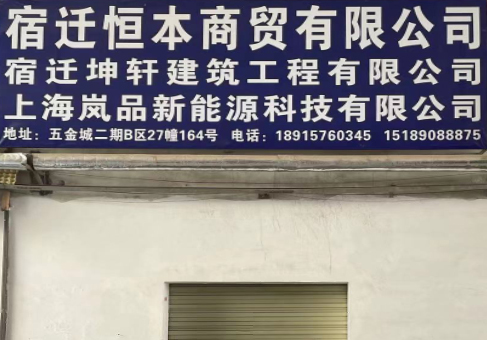 宿迁恒本商贸有限公司
宿迁坤轩建筑工程有限公司
上海岚品新能源科技有限公司
地址：五金城二期B区27幢164号 电话：18915760345 15189088875